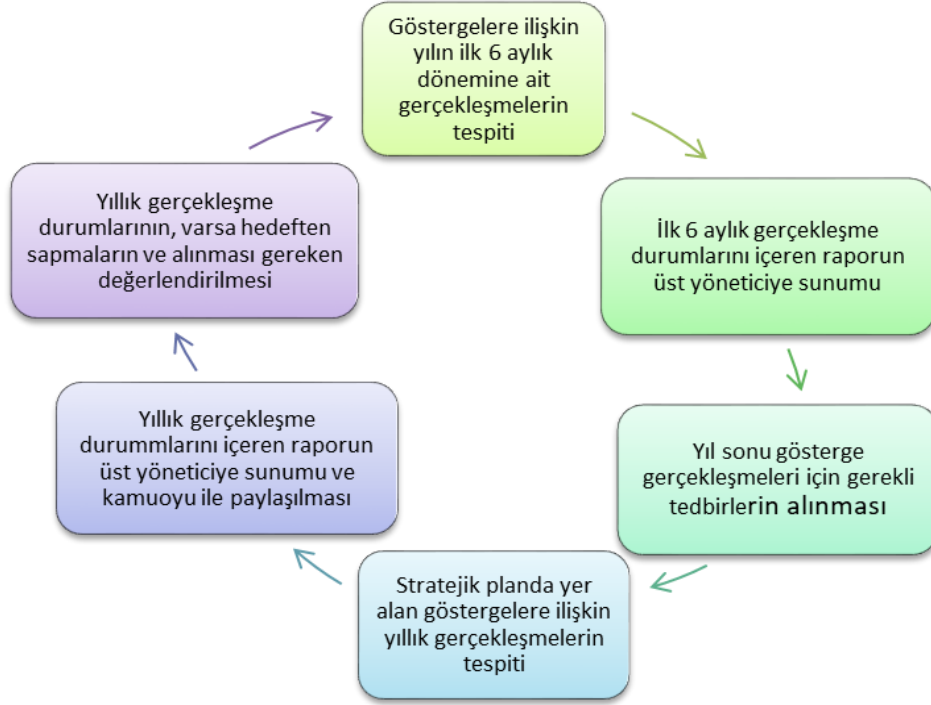 Göstergelere ilişkin
yılın ilk 6 aylık
dönemine ait
gerçekleşmelerin
tespiti
İlk 6 aylık gerçekleşme
durumlarını içeren raporun
üst yöneticiye sunumu
Yıl sonu gösterge
gerçekleşmeleri için gerekli
tedbirlerin alınması
Stratejik planda yer
alan göstergelere ilişkin
yıllık gerçekleşmelerin
tespiti
Yıllık gerçekleşme
durummlarını içeren raporun
üst yöneticiye sunumu ve
kamuoyu ile paylaşılması
Yıllık gerçekleşme
durumlarının, varsa hedeften
sapmaların ve alınması gereken
değerlendirilmesi